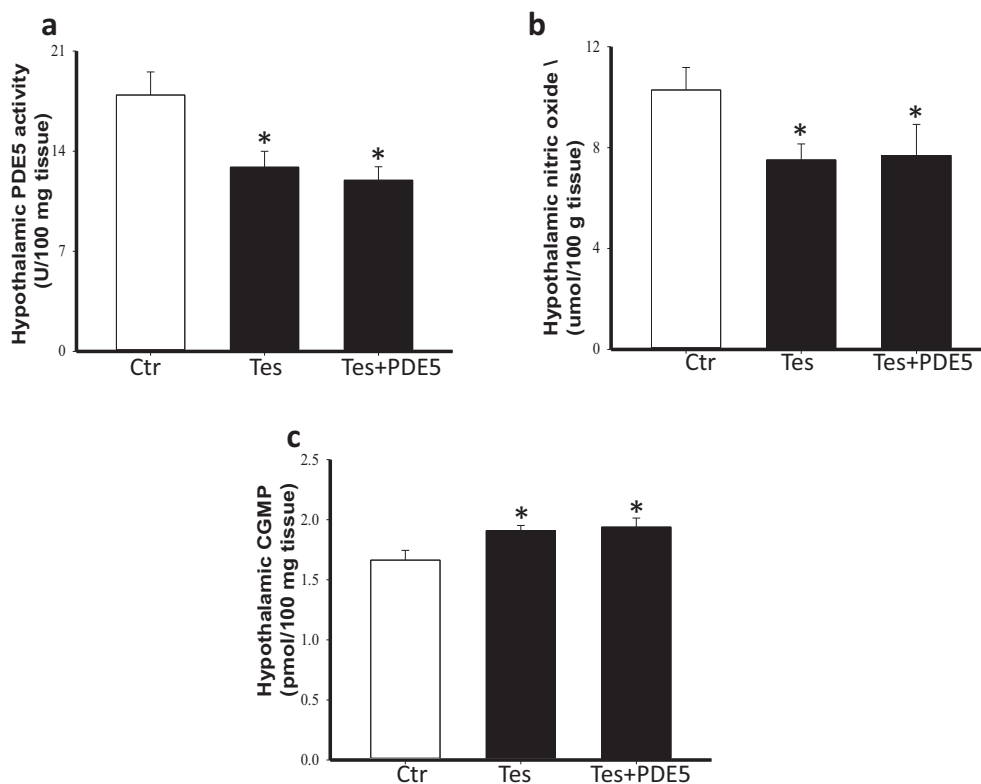 a
Hypothalamic PDE5 activity
(U/100 mg tissue)
21
14
7
0
*
*
Ctr
Tes
Tes+PDE5
b
Hypothalamic nitric oxide \
(umol/100 g tissue)
12
8
4
0
*
*
Ctr
Tes
Tes+PDE5
c
Hypothalamic CGMP
(pmol/100 mg tissue)
2.5
2.0
1.5
1.0
0.5
0.0
*
*
Ctr
Tes
Tes+PDE5